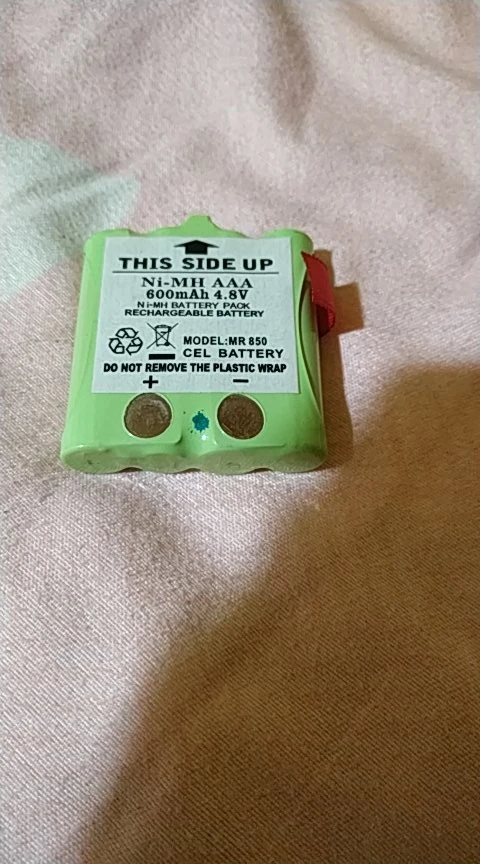 THIS SIDE UP
Ni-MH AAA
600mAh 4.8V
Ni-MH BATTERY PACK
RECHARGEABLE BATTERY
MODEL:MR 850
CEL BATTERY
DO NOT REMOVE THE PLASTIC WRAP
+ −